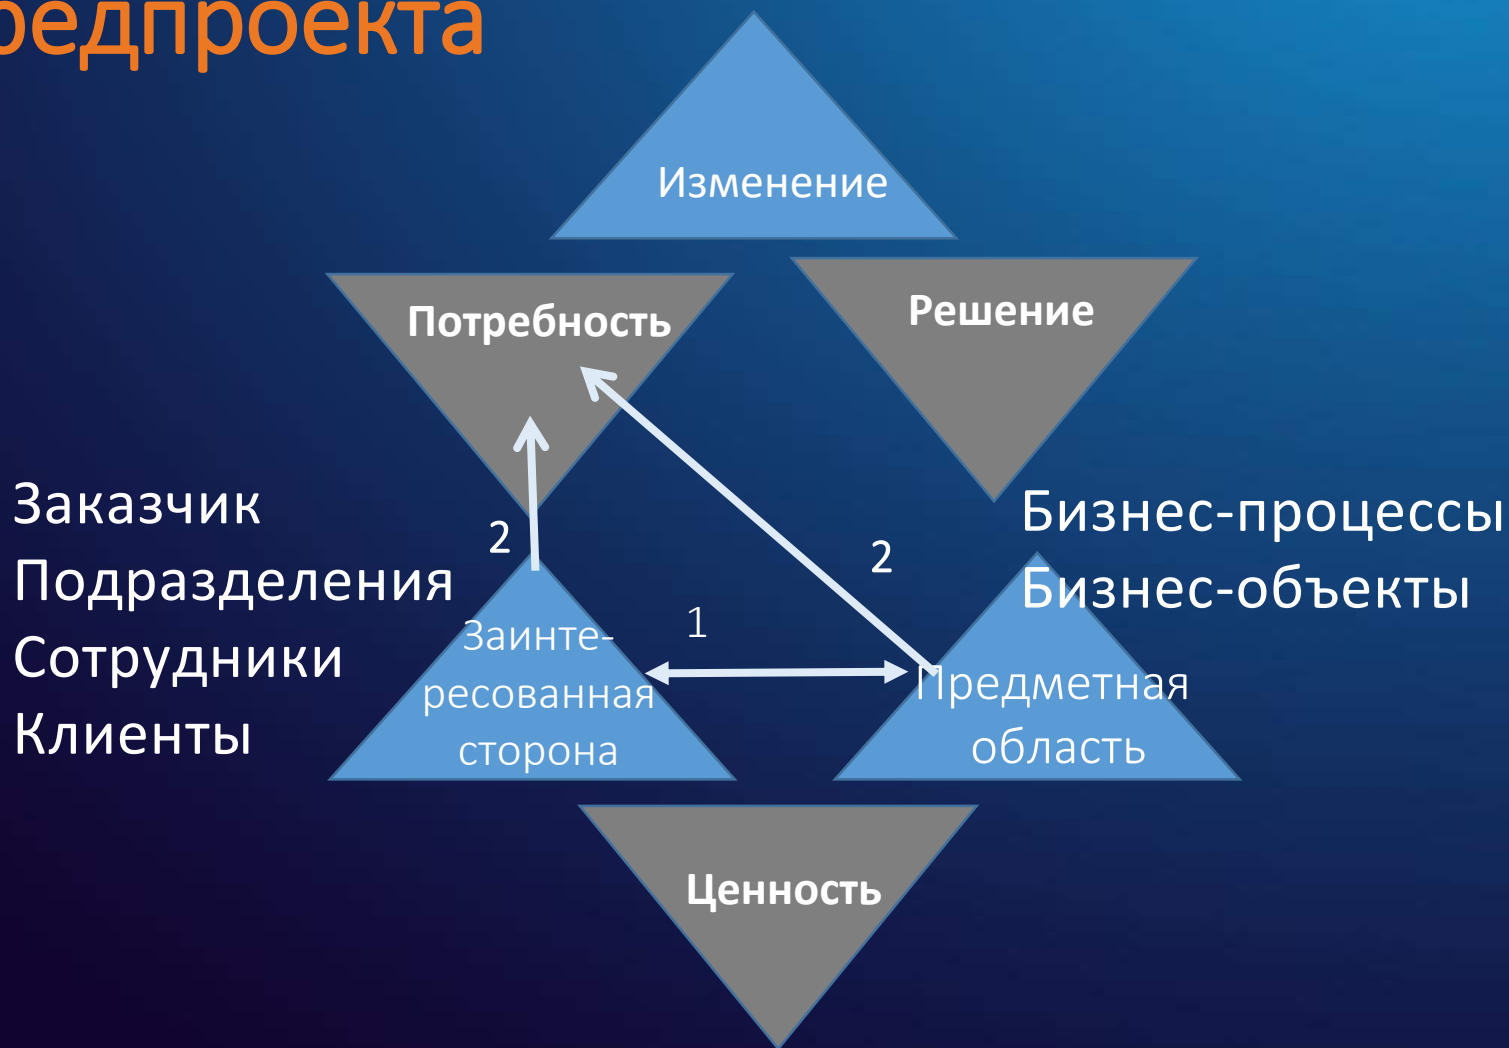 редпроекта
Изменение
Потребность
Решение
Заказчик
Подразделения
Сотрудники
Клиенты
2
2
1
Бизнес-процессы
Бизнес-объекты
Заинте-
ресованная
сторона
Предметная
область
Ценность